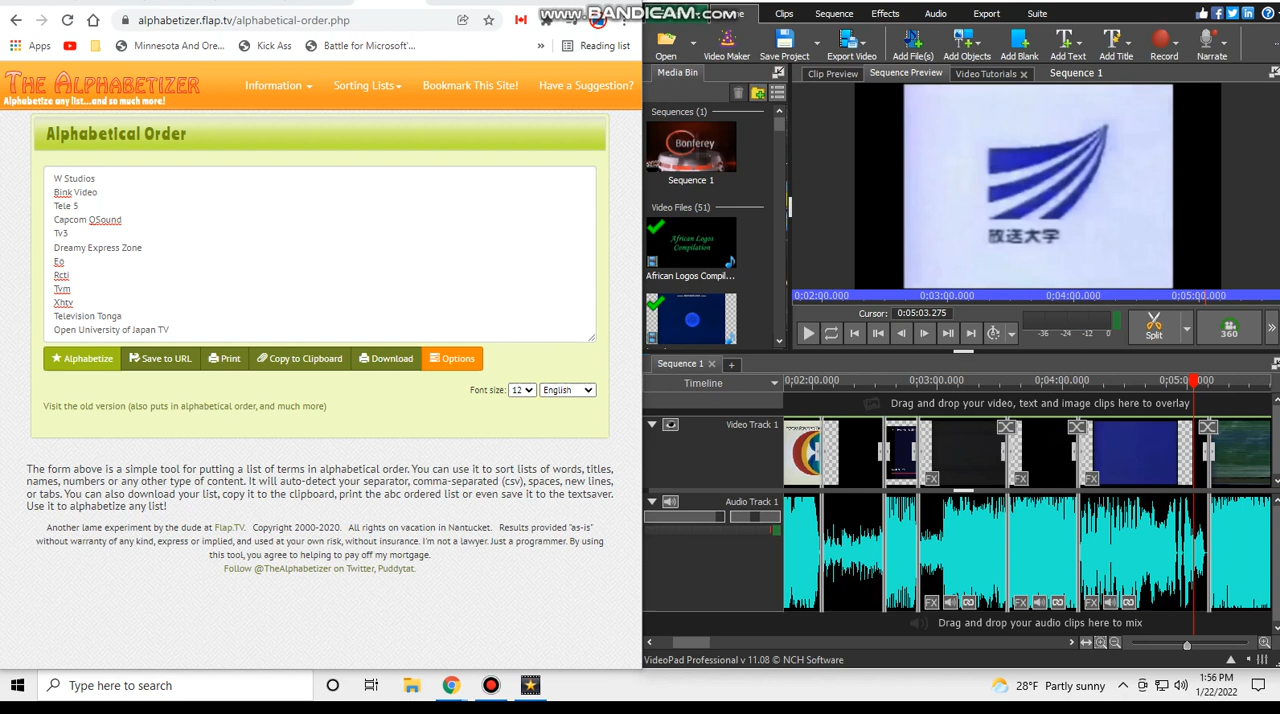 alphabetizer.flap.tv/alphabetical-order.php
www.BANDICAM.com
Apps
Minnesota And Ore...
Kick Ass
Battle for Microsoft'...
»
Reading list
The Alphabetizer
Alphabetize any list...and so much more!
Information
Sorting Lists
Bookmark This Site!
Have a Suggestion?
Alphabetical Order
W Studios
Bink Video
Tele 5
Capcom QSound
Tv3
Dreamy Express Zone
Eo
Rcti
Tvm
Xhtv
Television Tonga
Open University of Japan TV
Alphabetize
Save to URL
Print
Copy to Clipboard
Download
Options
Font size: 12 English
Visit the old version (also puts in alphabetical order, and much more)
The form above is a simple tool for putting a list of terms in alphabetical order. You can use it to sort lists of words, titles,
names, numbers or any other type of content. It will auto-detect your separator, comma-separated (csv), spaces, new lines,
or tabs. You can also download your list, copy it to the clipboard, print the abc ordered list or even save it to the textsaver.
Use it to alphabetize any list!
Another lame experiment by the dude at Flap.TV. Copyright 2000-2020. All rights on vacation in Nantucket. Results provided "as-is"
without warranty of any kind, express or implied, and used at your own risk, without insurance. I'm not a lawyer. Just a programmer. By using
this tool, you agree to helping to pay off my mortgage.
Follow @TheAlphabetizer on Twitter, Puddytat.
Clips
Sequence
Effects
Audio
Export
Suite
Open
Video Maker
Save Project
Export Video
Add File(s)
Add Objects
Add Blank
Add Text
Add Title
Record
Narrate
Media Bin
Clip Preview
Sequence Preview
Video Tutorials
Sequence 1
Sequences (1)
Bonferey
Sequence 1
Video Files (51)
African Logos
Compilation
African Logos Compil...
放送大学
0;02:00.000
0;03:00.000
0;04:00.000
0;05:00.000
Cursor: 0:05:03.275
-36 -24 -12 0
Split
360
»
Sequence 1
Timeline
0;02:00.000
0;03:00.000
0;04:00.000
0;05:00.000
Drag and drop your video, text and image clips here to overlay
Video Track 1
FX
FX
FX
Audio Track 1
FX
FX
FX
Drag and drop your audio clips here to mix
VideoPad Professional v 11.08 © NCH Software
Type here to search
28°F Partly sunny
1:56 PM
1/22/2022